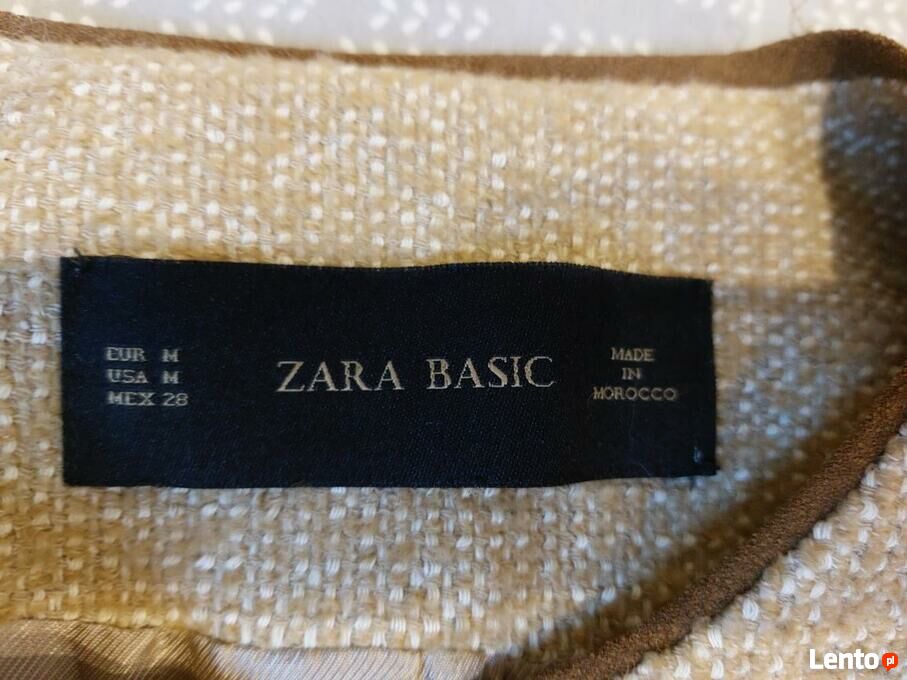 EUR M
USA M
MEX 28
ZARA BASIC
MADE
IN
MOROCCO
Lento pl